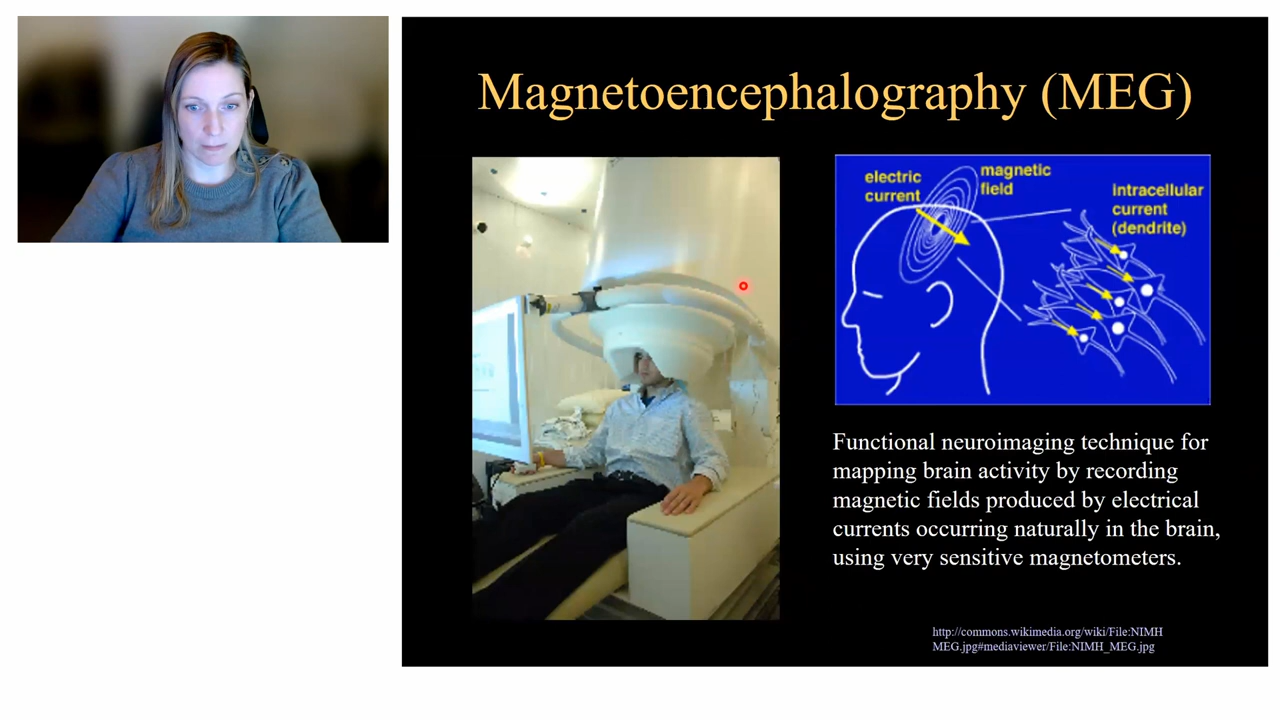 Magnetoencephalography (MEG)
electric
current
magnetic
field
intracellular
current
(dendrite)
Functional neuroimaging technique for
mapping brain activity by recording
magnetic fields produced by electrical
currents occurring naturally in the brain,
using very sensitive magnetometers.
http://commons.wikimedia.org/wiki/File:NIMH
MEG.jpg#mediaviewer/File:NIMH_MEG.jpg